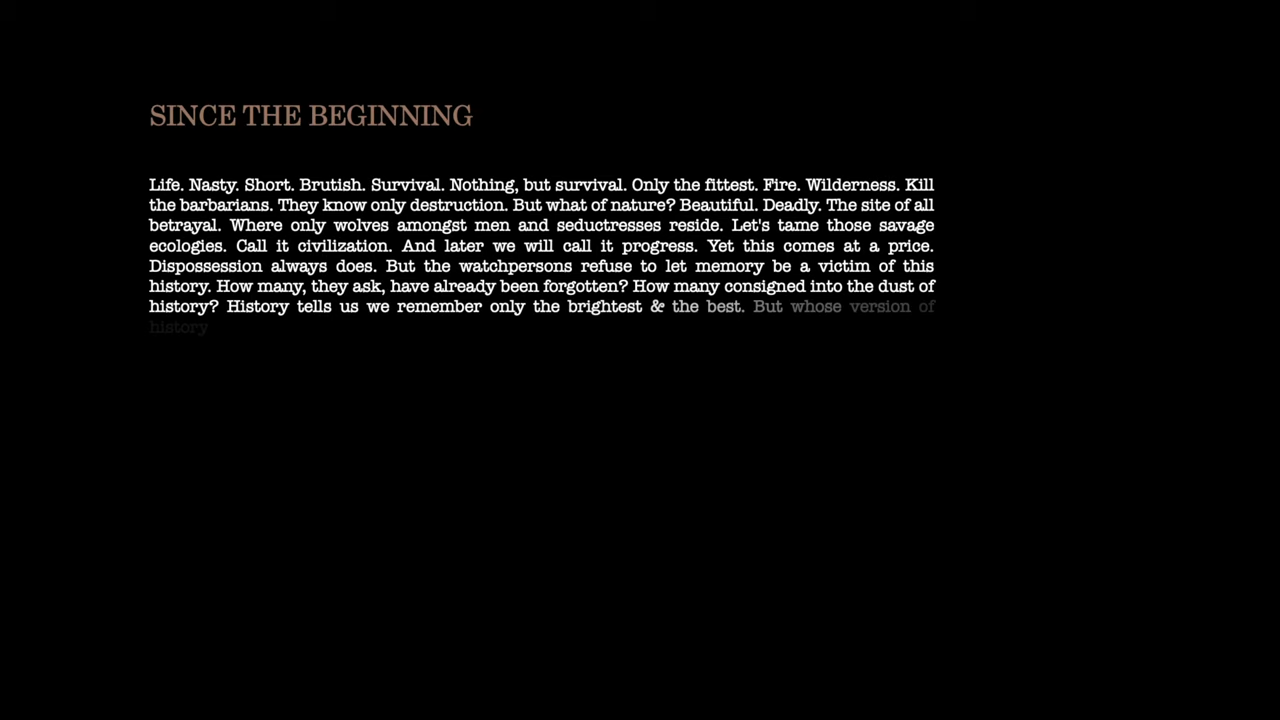 SINCE THE BEGINNING
Life. Nasty. Short. Brutish. Survival. Nothing, but survival. Only the fittest. Fire. Wilderness. Kill
the barbarians. They know only destruction. But what of nature? Beautiful. Deadly. The site of all
betrayal. Where only wolves amongst men and seductresses reside. Let's tame those savage
ecologies. Call it civilization. And later we will call it progress. Yet this comes at a price.
Dispossession always does. But the watchpersons refuse to let memory be a victim of this
history. How many, they ask, have already been forgotten? How many consigned into the dust of
history? History tells us we remember only the brightest & the best. But whose version of
history